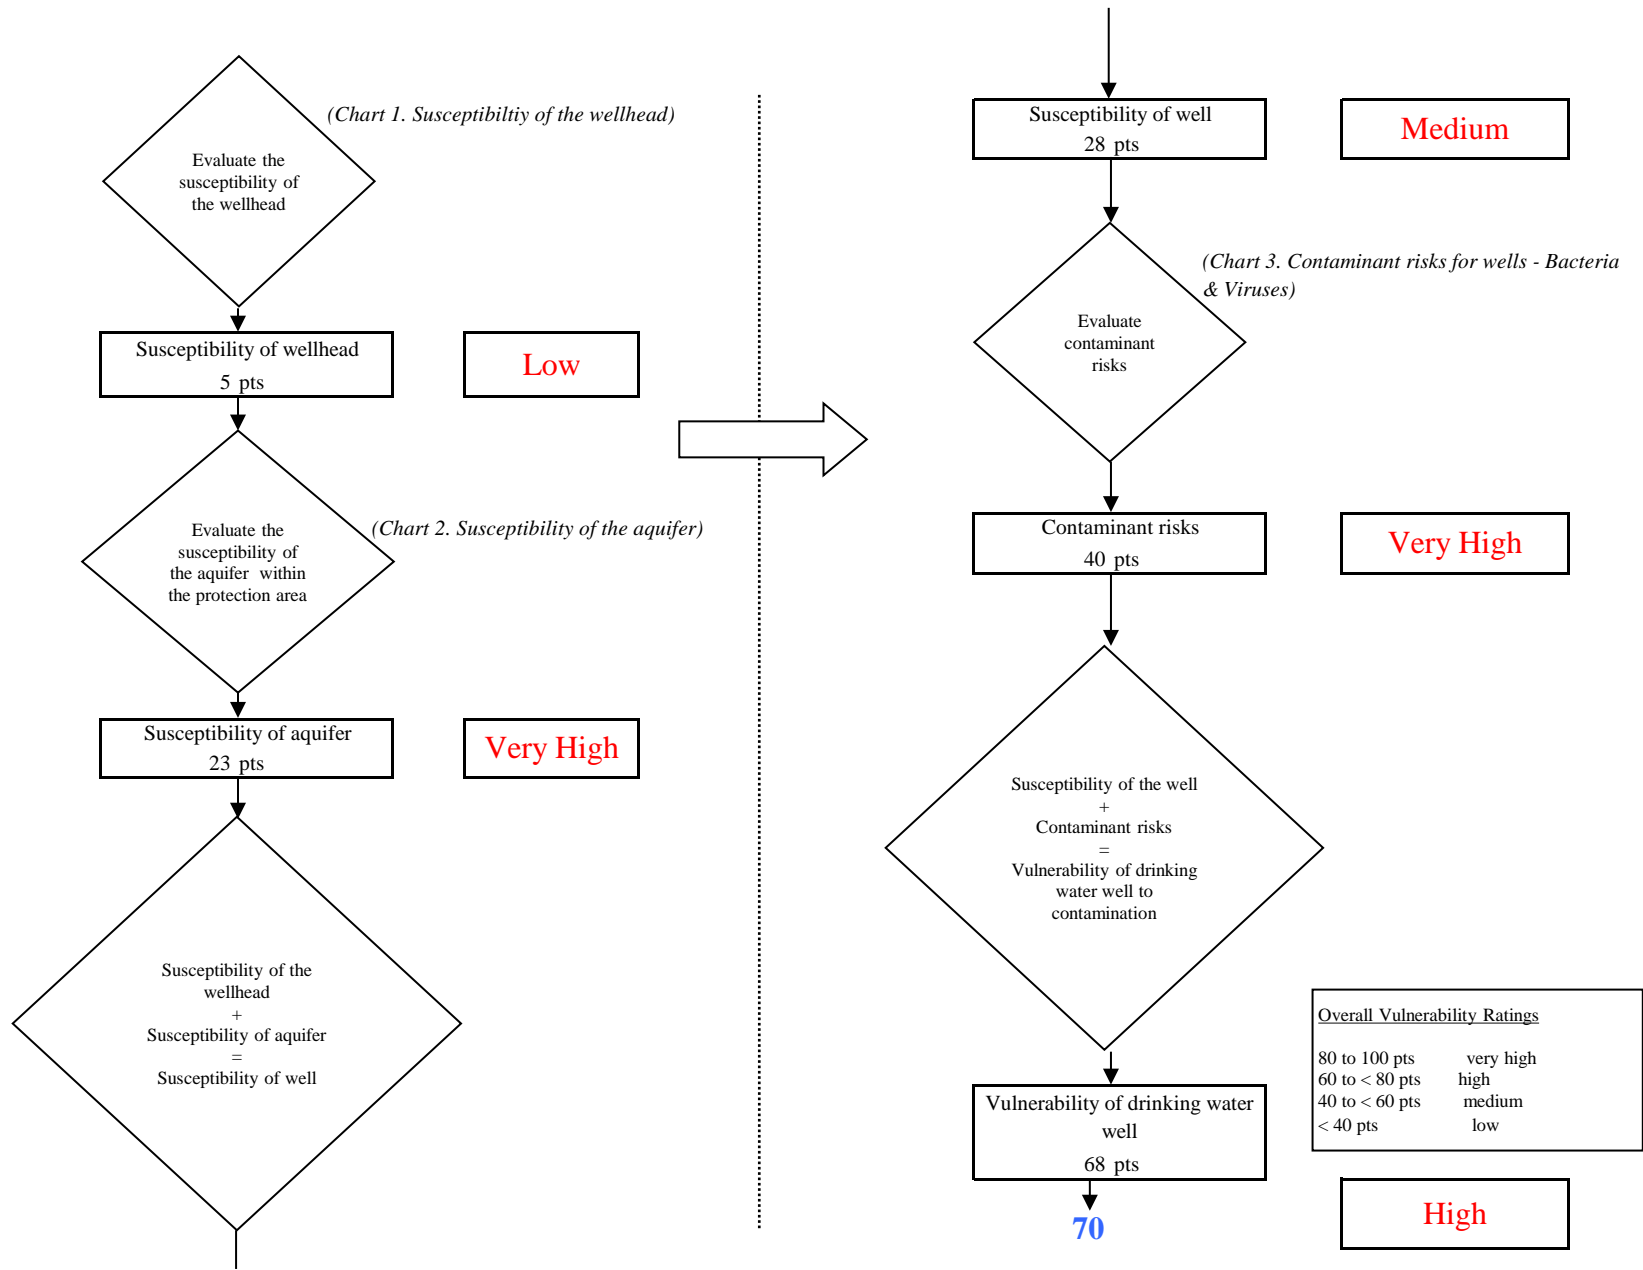 (Chart 1. Susceptibiltiy of the wellhead)
Evaluate the
susceptibility of
the wellhead
Susceptibility of wellhead
5 pts
Low
(Chart 2. Susceptibility of the aquifer)
Evaluate the
susceptibility of
the aquifer within
the protection area
Susceptibility of aquifer
23 pts
Very High
Susceptibility of the
wellhead
+
Susceptibility of aquifer
=
Susceptibility of well
Susceptibility of well
28 pts
Medium
(Chart 3. Contaminant risks for wells - Bacteria
& Viruses)
Evaluate
contaminant
risks
Contaminant risks
40 pts
Very High
Susceptibility of the well
+
Contaminant risks
=
Vulnerability of drinking
water well to
contamination
Overall Vulnerability Ratings
80 to 100 pts very high
60 to < 80 pts high
40 to < 60 pts medium
< 40 pts low
Vulnerability of drinking water
well
68 pts
70
High